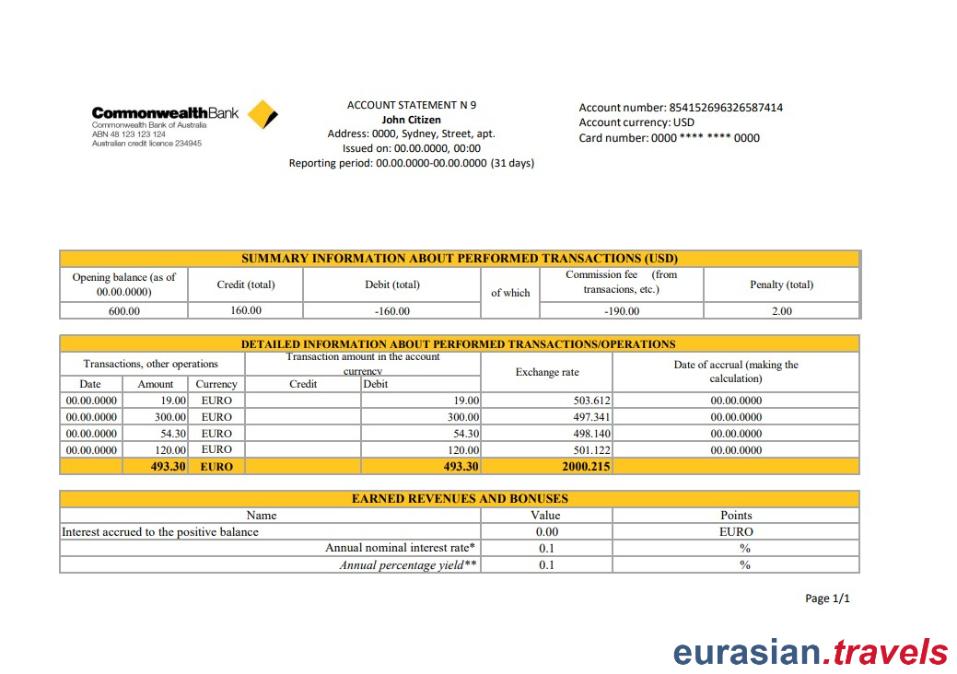 CommonwealthBank
Commonwealth Bank of Australia
ABN 48 123 123 124
Australian credit licence 234945
ACCOUNT STATEMENT N 9
John Citizen
Address: 0000, Sydney, Street, apt.
Issued on: 00.00.0000, 00:00
Reporting period: 00.00.0000-00.00.0000 (31 days)
Account number: 854152696326587414
Account currency: USD
Card number: 0000 **** **** 0000
SUMMARY INFORMATION ABOUT PERFORMED TRANSACTIONS (USD)
Opening balance (as of 00.00.0000) Credit (total) Debit (total) of which Commission fee (from transacions, etc.) Penalty (total)
600.00 160.00 -160.00 -190.00 2.00
DETAILED INFORMATION ABOUT PERFORMED TRANSACTIONS/OPERATIONS
Transactions, other operations Transaction amount in the account currency Exchange rate Date of accrual (making the calculation)
Date Amount Currency Credit Debit
00.00.0000 19.00 EURO 19.00 503.612 00.00.0000
00.00.0000 300.00 EURO 300.00 497.341 00.00.0000
00.00.0000 54.30 EURO 54.30 498.140 00.00.0000
00.00.0000 120.00 EURO 120.00 501.122 00.00.0000
493.30 EURO 493.30 2000.215
EARNED REVENUES AND BONUSES
Name Value Points
Interest accrued to the positive balance 0.00 EURO
Annual nominal interest rate* 0.1 %
Annual percentage yield** 0.1 %
Page 1/1
eurasian.travels